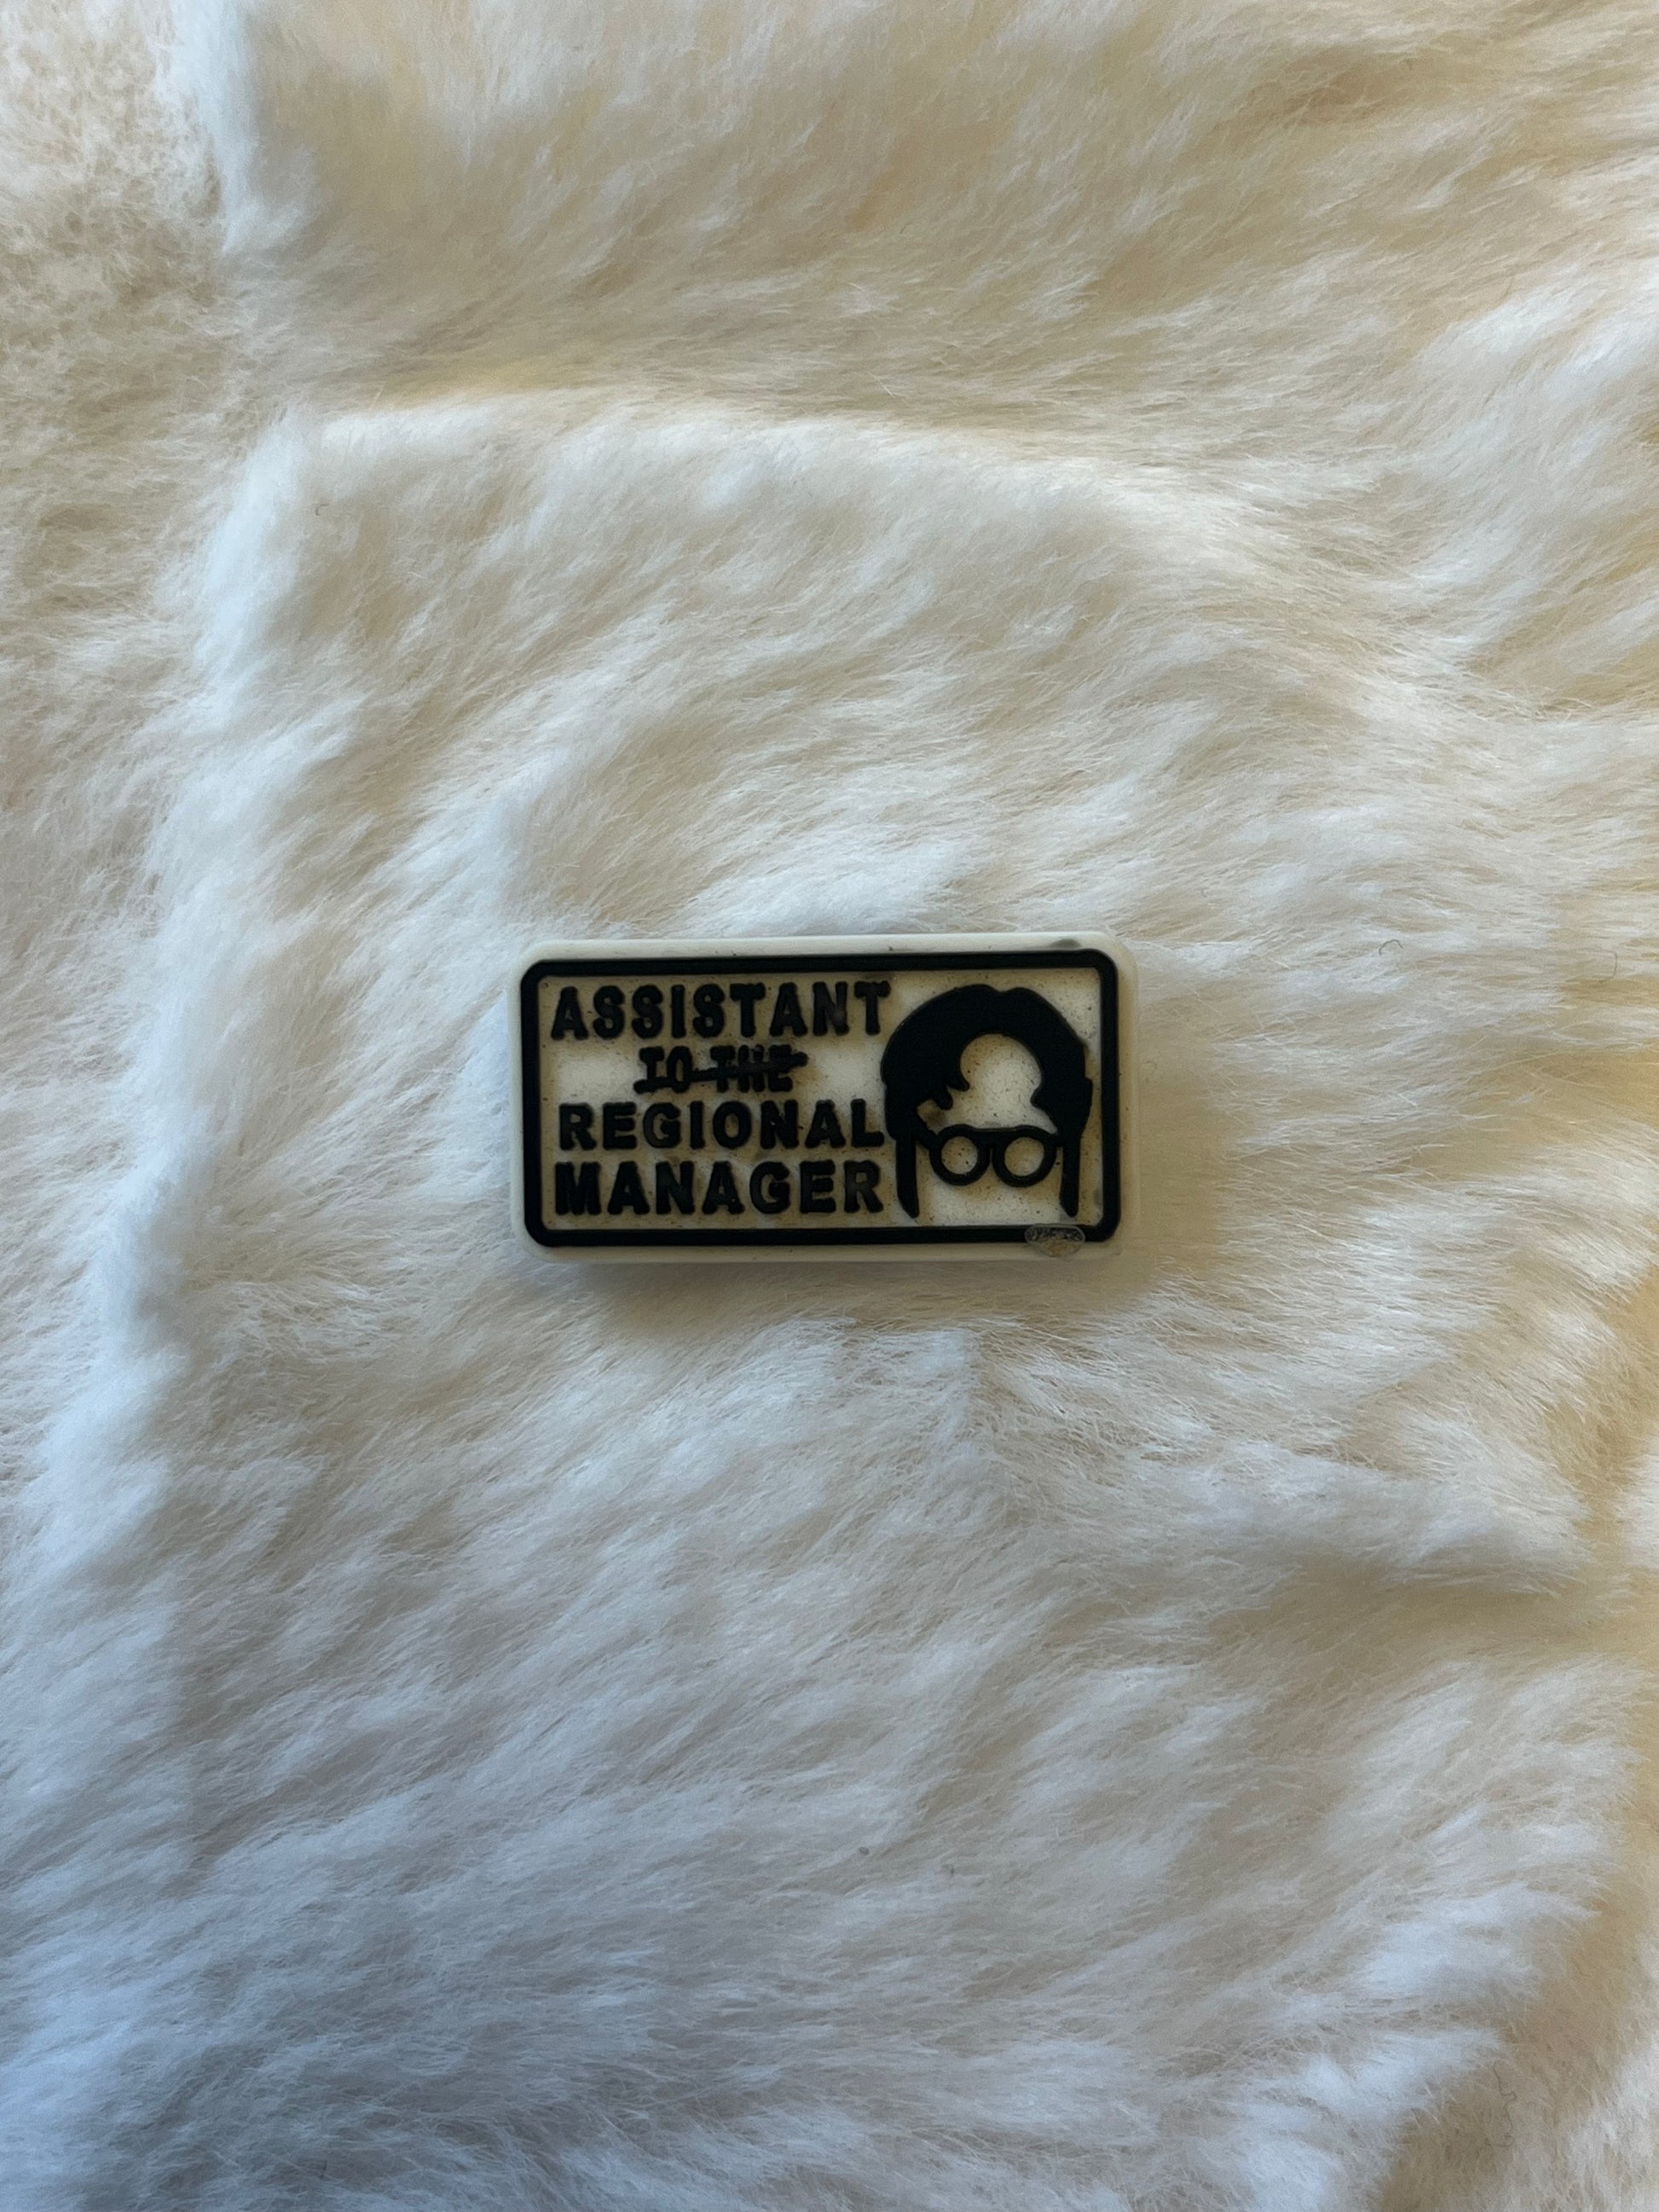 ASSISTANT
TO THE
REGIONAL
MANAGER